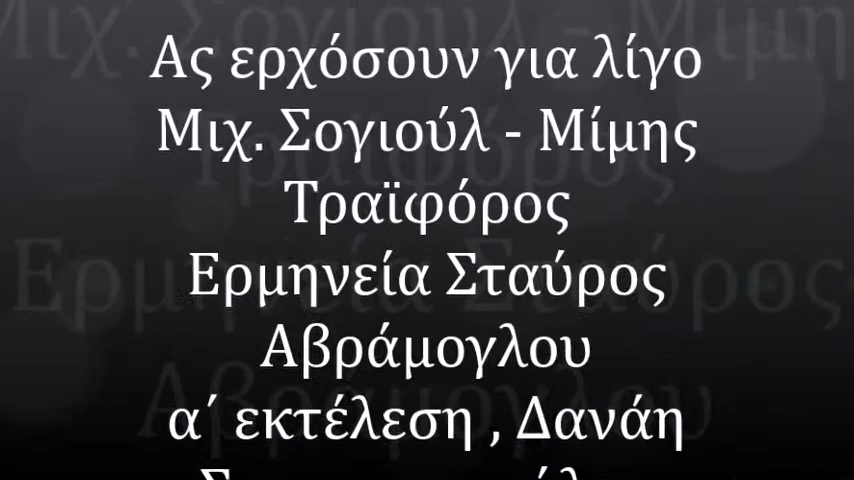 Ας ερχόσουν για λίγο
Μιχ. Σογιούλ - Μίμης
Τραϊφόρος
Ερμηνεία Σταύρος
Αβράμογλου
α΄ εκτέλεση , Δανάη